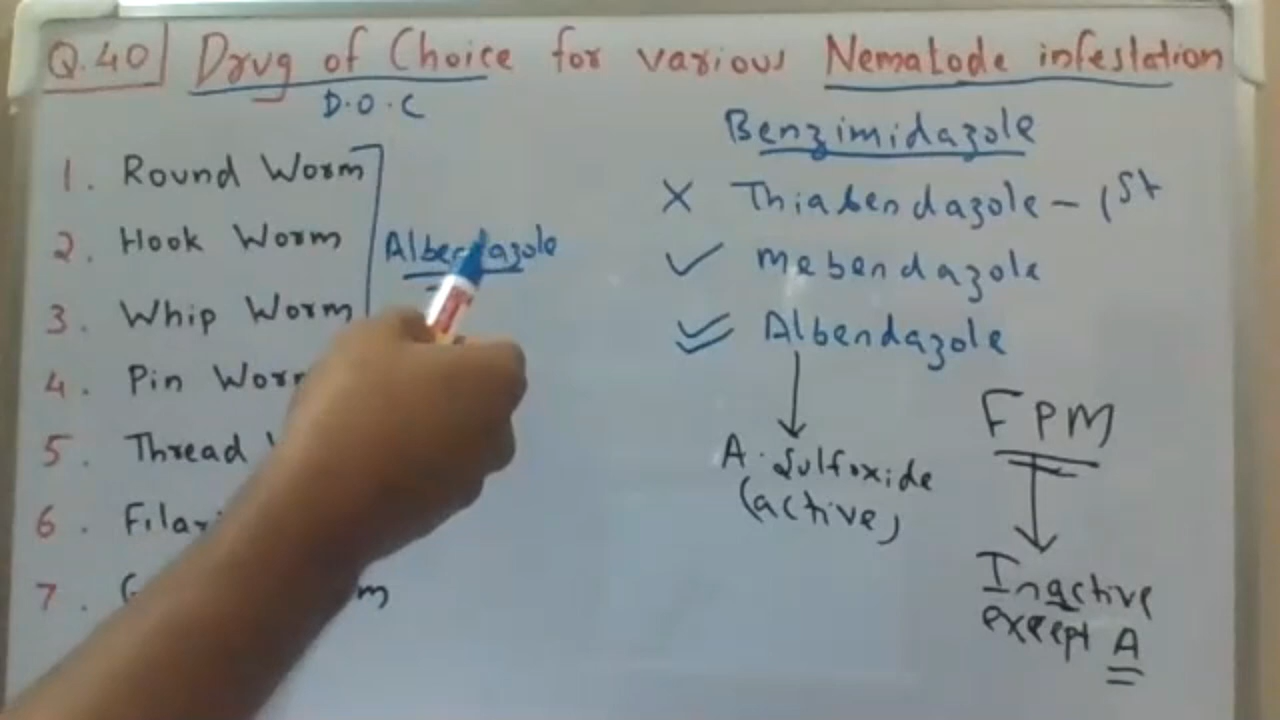 Q.40 Drug of Choice for various Nematode infestation
D.O.C
1. Round Worm
2. Hook Worm
3. Whip Worm
4. Pin
5. Thread
6.
7.
Albendazole
Benzimidazole
X Thiabendazole - 1st
✓ Mebendazole
✓✓ Albendazole
A. Sulfoxide
(active)
FPM
Inactive
except A